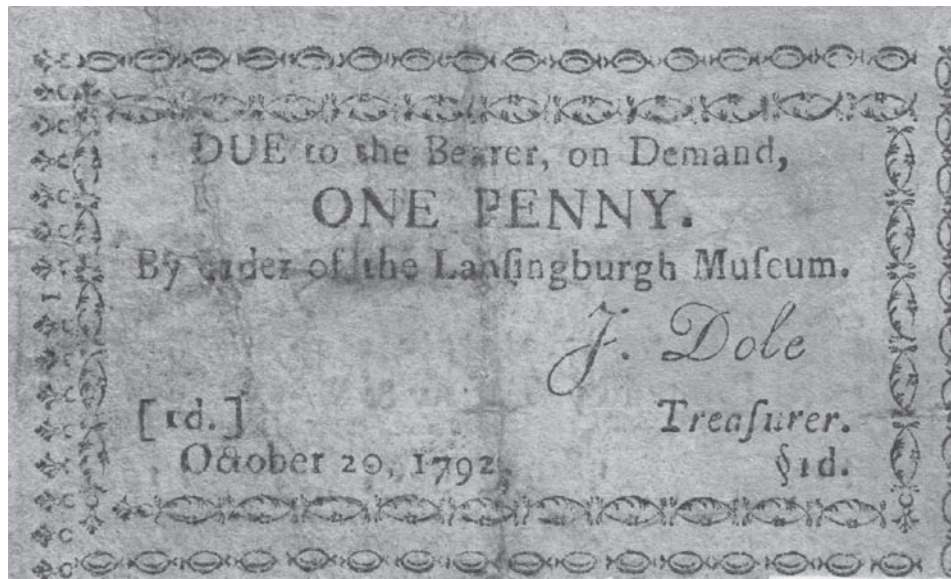 DUE to the Bearer, on Demand,
ONE PENNY.
By order of the Lanſingburgh Muſeum.
J. Dole
[1d.] Treaſurer.
October 20, 1792, §1d.